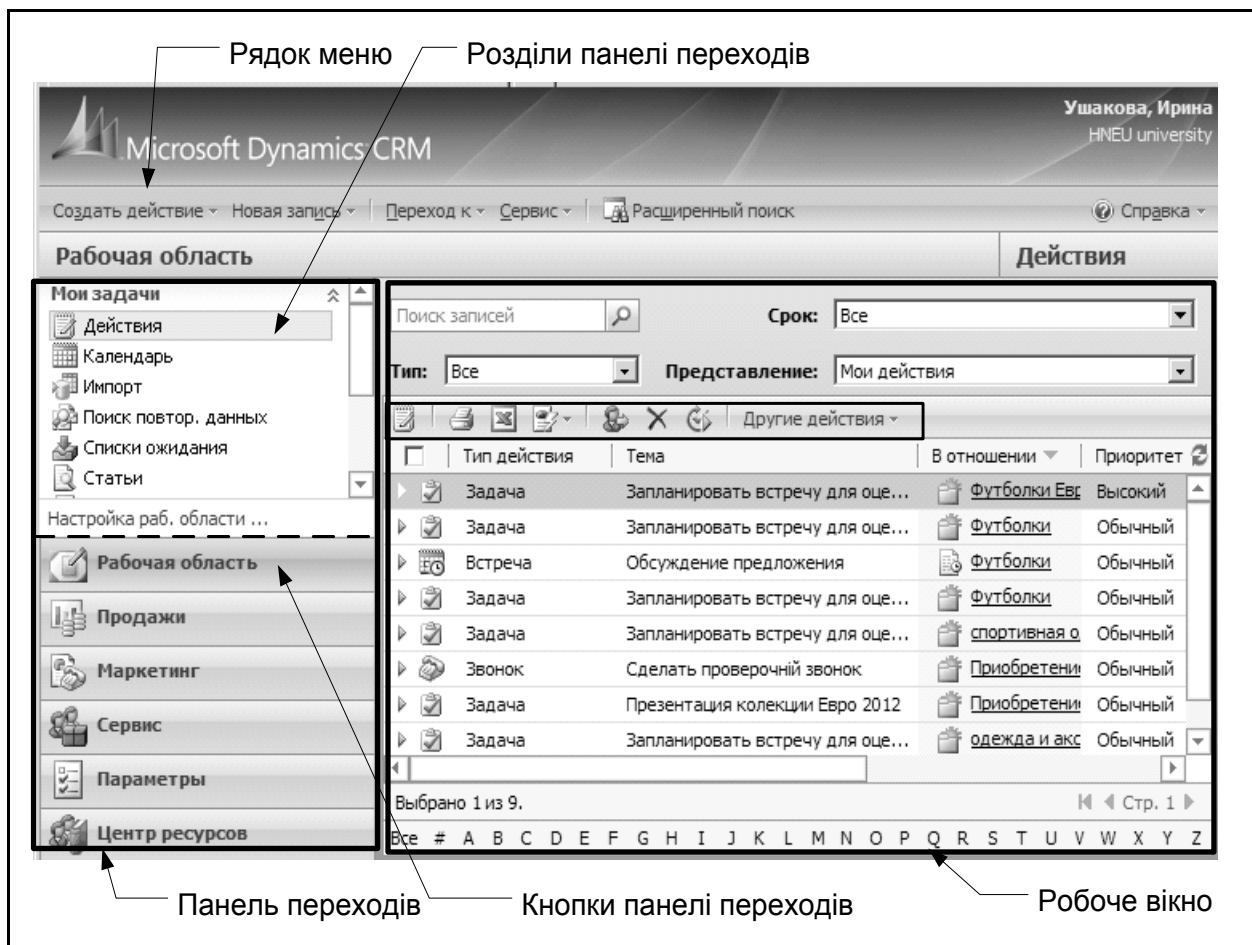 Рядок меню Розділи панелі переходів
Ушакова, Ирина
HNEU university
Microsoft Dynamics CRM
Создать действие Новая запись Переход к Сервис Расширенный поиск Справка
Рабочая область Действия
Мои задачи
Действия
Календарь
Импорт
Поиск повтор. данных
Списки ожидания
Статьи
Настройка раб. области ...
Рабочая область
Продажи
Маркетинг
Сервис
Параметры
Центр ресурсов
Поиск записей Срок: Все
Тип: Все Представление: Мои действия
Другие действия
Тип действия Тема В отношении Приоритет
Задача Запланировать встречу для оце... Футболки Евр Высокий
Задача Запланировать встречу для оце... Футболки Обычный
Встреча Обсуждение предложения Футболки Обычный
Задача Запланировать встречу для оце... Футболки Обычный
Задача Запланировать встречу для оце... спортивная о Обычный
Звонок Сделать проверочній звонок Приобретени Обычный
Задача Презентация колекции Евро 2012 Приобретени Обычный
Задача Запланировать встречу для оце... одежда и акс Обычный
Выбрано 1 из 9. Стр. 1
Все # A B C D E F G H I J K L M N O P Q R S T U V W X Y Z
Панель переходів Кнопки панелі переходів Робоче вікно